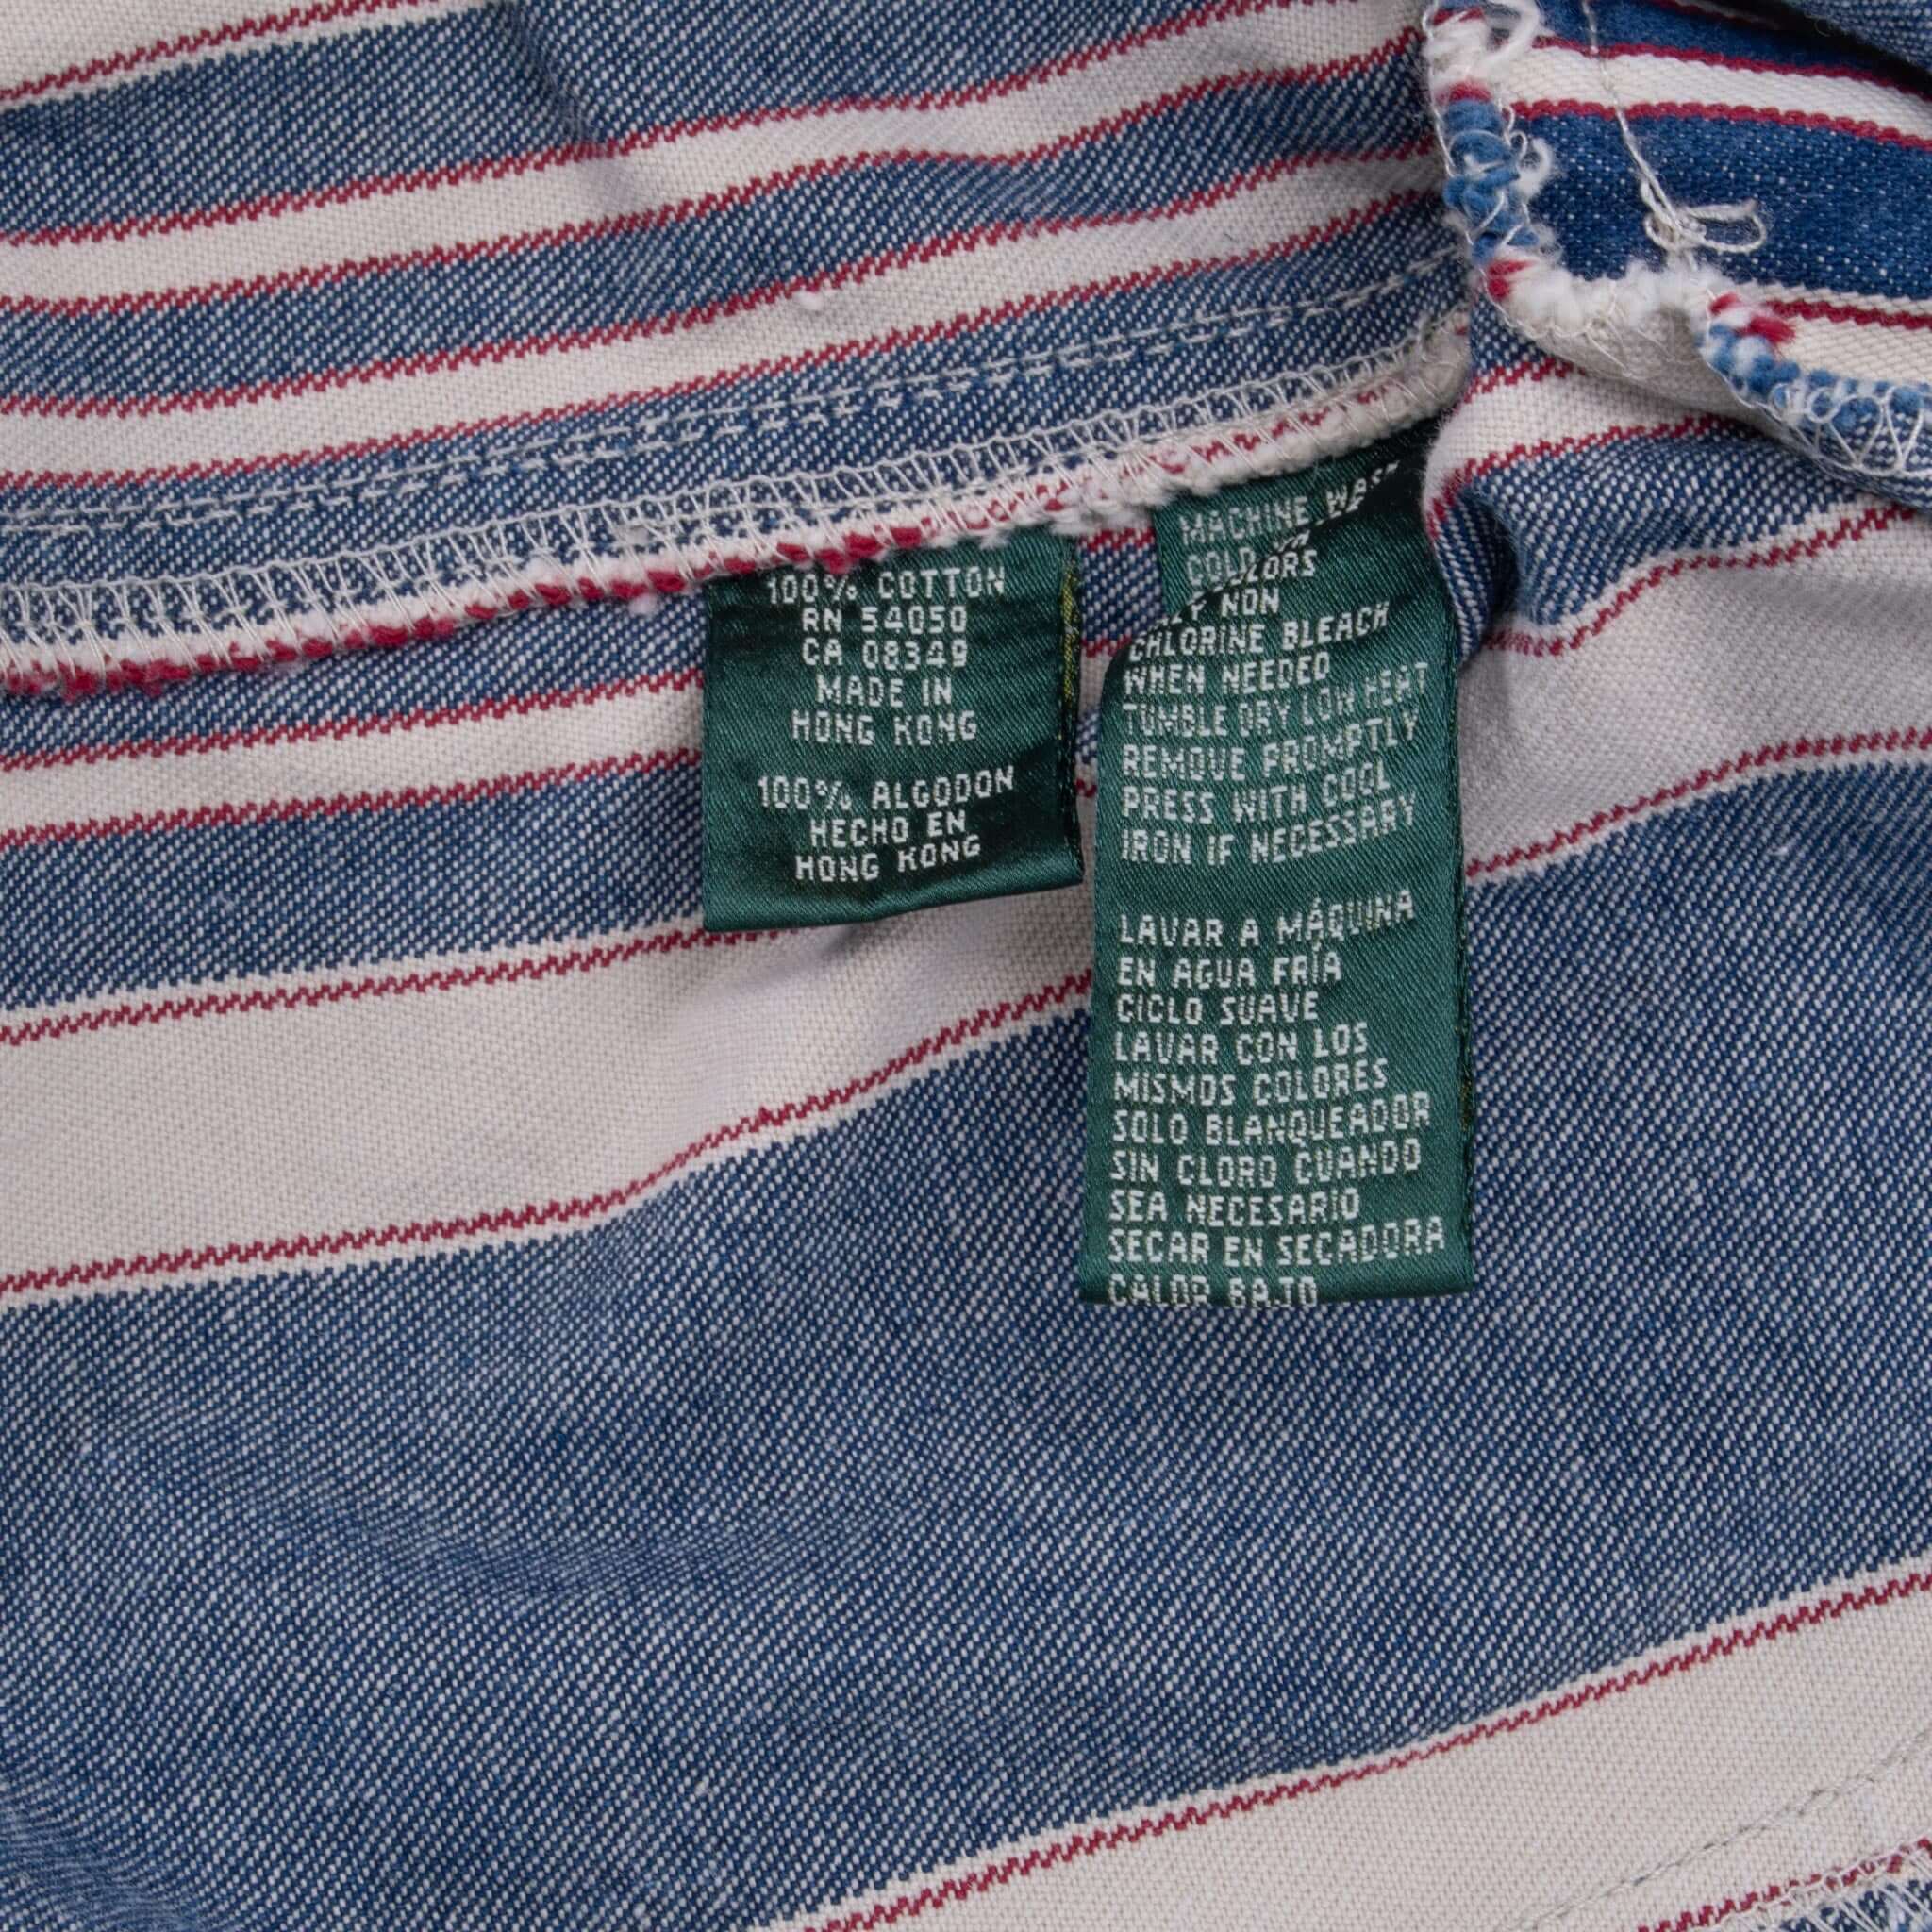 100% COTTON
RN 54050
CA 08349
MADE IN
HONG KONG
100% ALGODON
HECHO EN
HONG KONG
MACHINE
COLD
NON
CHLORINE BLEACH
WHEN NEEDED
TUMBLE DRY LOW HEAT
REMOVE PROMPTLY
PRESS WITH COOL
IRON IF NECESSARY
LAVAR A MÁQUINA
EN AGUA FRÍA
CICLO SUAVE
LAVAR CON LOS
MISMOS COLORES
SOLO BLANQUEADOR
SIN CLORO CUANDO
SEA NECESARIO
SECAR EN SECADORA
CALOR BAJO